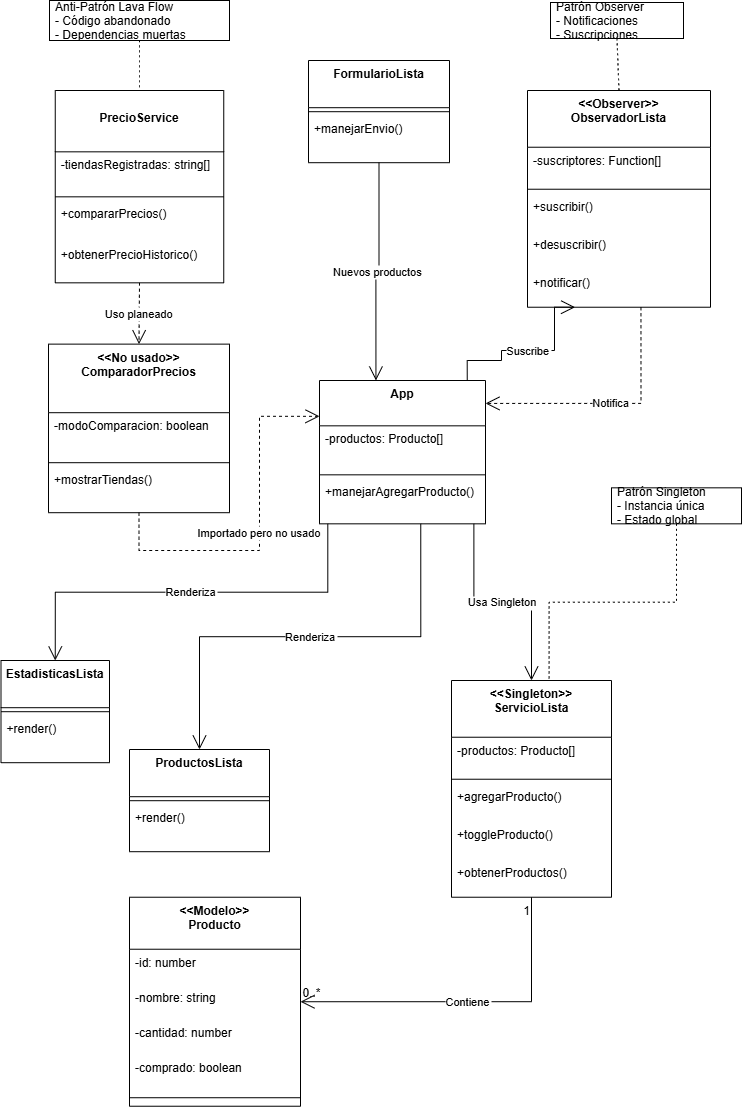 Anti-Patrón Lava Flow
- Código abandonado
- Dependencias muertas
Patrón Observer
- Notificaciones
- Suscripciones
FormularioLista
+manejarEnvio()
PrecioService
-tiendasRegistradas: string[]
+compararPrecios()
+obtenerPrecioHistorico()
<<Observer>>
ObservadorLista
-suscriptores: Function[]
+suscribir()
+desuscribir()
+notificar()
Nuevos productos
Uso planeado
Suscribe
Notifica
<<No usado>>
ComparadorPrecios
-modoComparacion: boolean
+mostrarTiendas()
App
-productos: Producto[]
+manejarAgregarProducto()
Importado pero no usado
Patrón Singleton
- Instancia única
- Estado global
Renderiza
Usa Singleton
Renderiza
EstadisticasLista
+render()
ProductosLista
+render()
<<Singleton>>
ServicioLista
-productos: Producto[]
+agregarProducto()
+toggleProducto()
+obtenerProductos()
1
0..*
Contiene
<<Modelo>>
Producto
-id: number
-nombre: string
-cantidad: number
-comprado: boolean